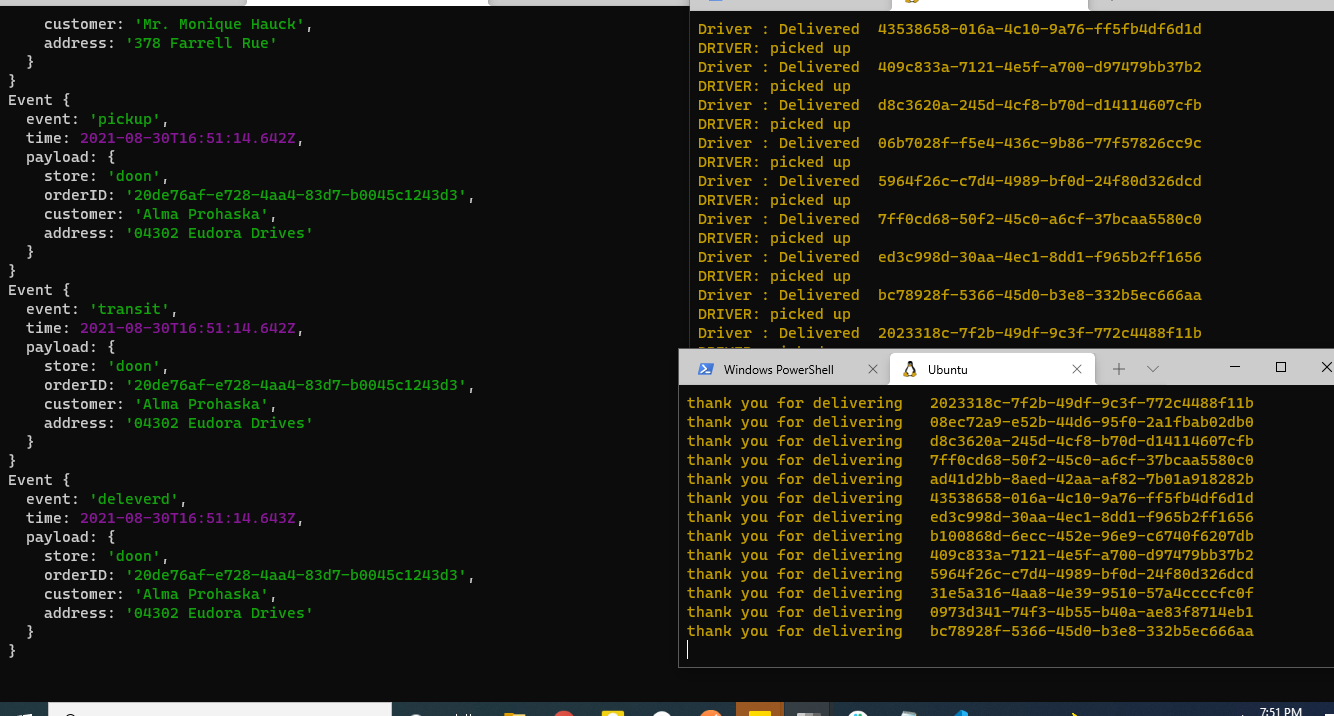 customer: 'Mr. Monique Hauck',
address: '378 Farrell Rue'
}
}
Event {
event: 'pickup',
time: 2021-08-30T16:51:14.642Z,
payload: {
store: 'doon',
orderID: '20de76af-e728-4aa4-83d7-b0045c1243d3',
customer: 'Alma Prohaska',
address: '04302 Eudora Drives'
}
}
Event {
event: 'transit',
time: 2021-08-30T16:51:14.642Z,
payload: {
store: 'doon',
orderID: '20de76af-e728-4aa4-83d7-b0045c1243d3',
customer: 'Alma Prohaska',
address: '04302 Eudora Drives'
}
}
Event {
event: 'deleverd',
time: 2021-08-30T16:51:14.643Z,
payload: {
store: 'doon',
orderID: '20de76af-e728-4aa4-83d7-b0045c1243d3',
customer: 'Alma Prohaska',
address: '04302 Eudora Drives'
}
}
Driver : Delivered  43538658-016a-4c10-9a76-ff5fb4df6d1d
DRIVER: picked up
Driver : Delivered  409c833a-7121-4e5f-a700-d97479bb37b2
DRIVER: picked up
Driver : Delivered  d8c3620a-245d-4cf8-b70d-d14114607cfb
DRIVER: picked up
Driver : Delivered  06b7028f-f5e4-436c-9b86-77f57826cc9c
DRIVER: picked up
Driver : Delivered  5964f26c-c7d4-4989-bf0d-24f80d326dcd
DRIVER: picked up
Driver : Delivered  7ff0cd68-50f2-45c0-a6cf-37bcaa5580c0
DRIVER: picked up
Driver : Delivered  ed3c998d-30aa-4ec1-8dd1-f965b2ff1656
DRIVER: picked up
Driver : Delivered  bc78928f-5366-45d0-b3e8-332b5ec666aa
DRIVER: picked up
Driver : Delivered  2023318c-7f2b-49df-9c3f-772c4488f11b
Windows PowerShell
Ubuntu
thank you for delivering   2023318c-7f2b-49df-9c3f-772c4488f11b
thank you for delivering   08ec72a9-e52b-44d6-95f0-2a1fbab02db0
thank you for delivering   d8c3620a-245d-4cf8-b70d-d14114607cfb
thank you for delivering   7ff0cd68-50f2-45c0-a6cf-37bcaa5580c0
thank you for delivering   ad41d2bb-8aed-42aa-af82-7b01a918282b
thank you for delivering   43538658-016a-4c10-9a76-ff5fb4df6d1d
thank you for delivering   ed3c998d-30aa-4ec1-8dd1-f965b2ff1656
thank you for delivering   b100868d-6ecc-452e-96e9-c6740f6207db
thank you for delivering   409c833a-7121-4e5f-a700-d97479bb37b2
thank you for delivering   5964f26c-c7d4-4989-bf0d-24f80d326dcd
thank you for delivering   31e5a316-4aa8-4e39-9510-57a4ccccfc0f
thank you for delivering   0973d341-74f3-4b55-b40a-ae83f8714eb1
thank you for delivering   bc78928f-5366-45d0-b3e8-332b5ec666aa
7:51 PM